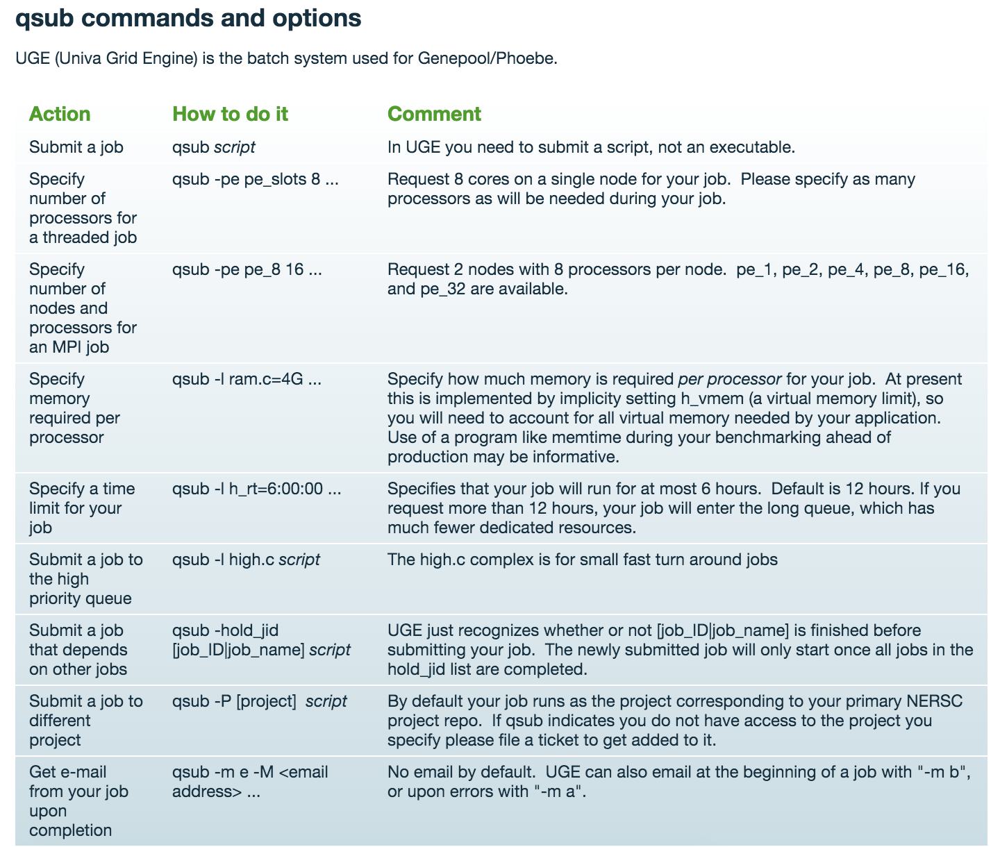 qsub commands and options
UGE (Univa Grid Engine) is the batch system used for Genepool/Phoebe.
Action How to do it Comment
Submit a job qsub script In UGE you need to submit a script, not an executable.
Specify qsub -pe pe_slots 8 ... Request 8 cores on a single node for your job.  Please specify as many
number of processors as will be needed during your job.
processors for
a threaded job
Specify qsub -pe pe_8 16 ... Request 2 nodes with 8 processors per node.  pe_1, pe_2, pe_4, pe_8, pe_16,
number of and pe_32 are available.
nodes and
processors for
an MPI job
Specify qsub -l ram.c=4G ... Specify how much memory is required per processor for your job.  At present
memory this is implemented by implicity setting h_vmem (a virtual memory limit), so
required per you will need to account for all virtual memory needed by your application.
processor Use of a program like memtime during your benchmarking ahead of
production may be informative.
Specify a time qsub -l h_rt=6:00:00 ... Specifies that your job will run for at most 6 hours.  Default is 12 hours. If you
limit for your request more than 12 hours, your job will enter the long queue, which has
job much fewer dedicated resources.
Submit a job to qsub -l high.c script The high.c complex is for small fast turn around jobs
the high
priority queue
Submit a job qsub -hold_jid UGE just recognizes whether or not [job_ID|job_name] is finished before
that depends [job_ID|job_name] script submitting your job.  The newly submitted job will only start once all jobs in the
on other jobs hold_jid list are completed.
Submit a job to qsub -P [project]  script By default your job runs as the project corresponding to your primary NERSC
different project repo.  If qsub indicates you do not have access to the project you
project specify please file a ticket to get added to it.
Get e-mail qsub -m e -M <email No email by default.  UGE can also email at the beginning of a job with "-m b",
from your job address> ... or upon errors with "-m a".
upon
completion